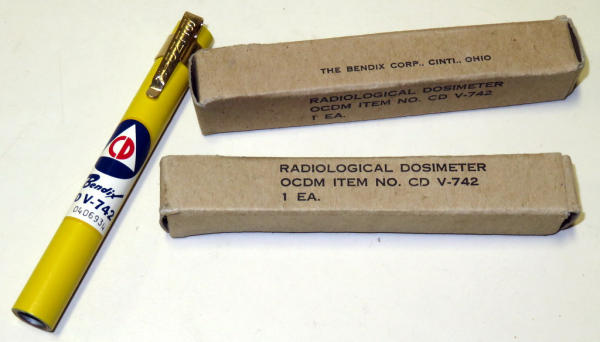 CD
Bendix
D V-742
0406934
THE BENDIX CORP., CINTI., OHIO
RADIOLOGICAL DOSIMETER
OCDM ITEM NO. CD V-742
1 EA.
RADIOLOGICAL DOSIMETER
OCDM ITEM NO. CD V-742
1 EA.